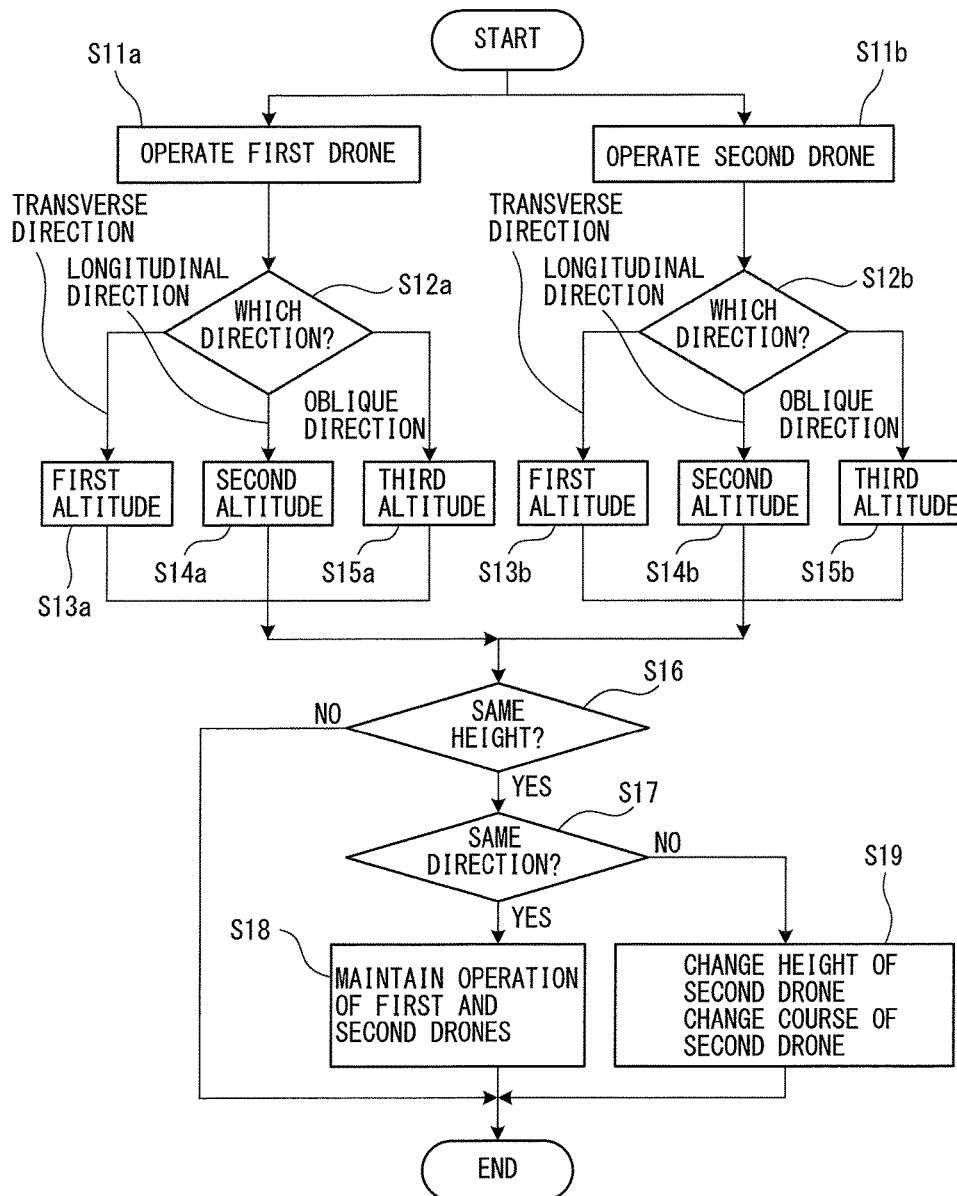 START
S11a
S11b
OPERATE FIRST DRONE
OPERATE SECOND DRONE
TRANSVERSE
DIRECTION
LONGITUDINAL
DIRECTION
S12a
WHICH
DIRECTION?
OBLIQUE
DIRECTION
TRANSVERSE
DIRECTION
LONGITUDINAL
DIRECTION
S12b
WHICH
DIRECTION?
OBLIQUE
DIRECTION
FIRST
ALTITUDE
SECOND
ALTITUDE
THIRD
ALTITUDE
FIRST
ALTITUDE
SECOND
ALTITUDE
THIRD
ALTITUDE
S13a
S14a
S15a
S13b
S14b
S15b
S16
SAME
HEIGHT?
NO
YES
S17
SAME
DIRECTION?
NO
YES
S18
S19
MAINTAIN OPERATION
OF FIRST AND
SECOND DRONES
CHANGE HEIGHT OF
SECOND DRONE
CHANGE COURSE OF
SECOND DRONE
END